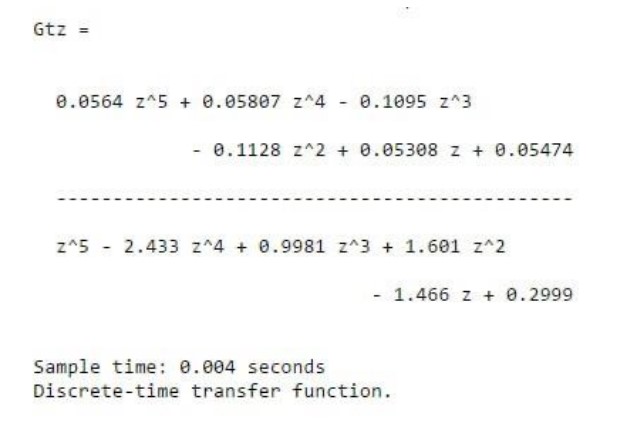 Gtz =
0.0564 z^5 + 0.05807 z^4 - 0.1095 z^3
- 0.1128 z^2 + 0.05308 z + 0.05474
----------------------------------------------
z^5 - 2.433 z^4 + 0.9981 z^3 + 1.601 z^2
- 1.466 z + 0.2999
Sample time: 0.004 seconds
Discrete-time transfer function.